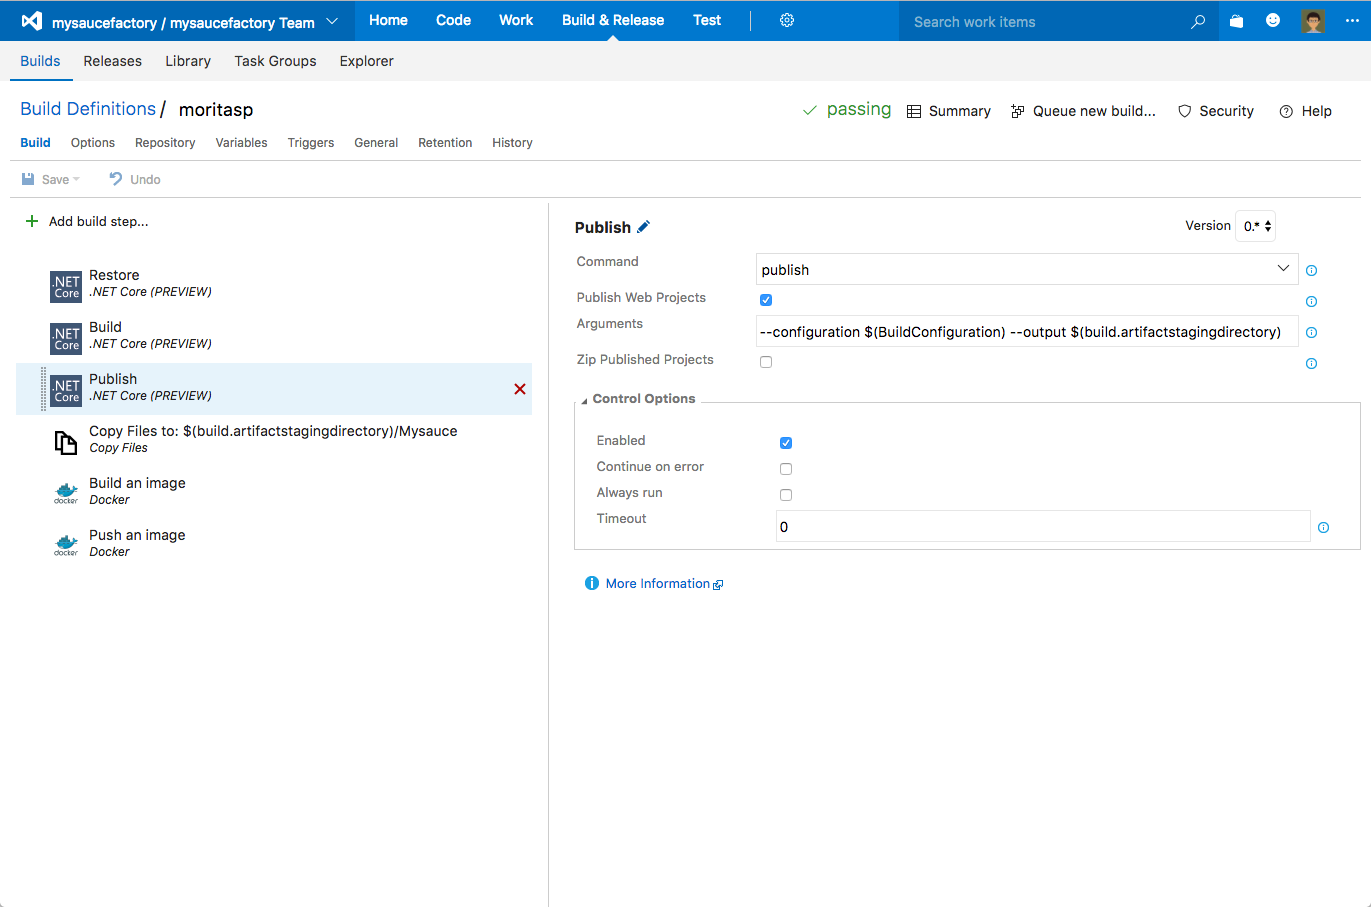 mysaucefactory / mysaucefactory Team Home Code Work Build & Release Test Search work items
Builds Releases Library Task Groups Explorer
Build Definitions / moritasp passing Summary Queue new build... Security Help
Build Options Repository Variables Triggers General Retention History
Save Undo
Add build step...
.NET Core
Restore
.NET Core (PREVIEW)
.NET Core
Build
.NET Core (PREVIEW)
.NET Core
Publish
.NET Core (PREVIEW)
Copy Files to: $(build.artifactstagingdirectory)/Mysauce
Copy Files
docker
Build an image
Docker
docker
Push an image
Docker
Publish Version 0.*
Command publish
Publish Web Projects
Arguments --configuration $(BuildConfiguration) --output $(build.artifactstagingdirectory)
Zip Published Projects
Control Options
Enabled
Continue on error
Always run
Timeout 0
More Information